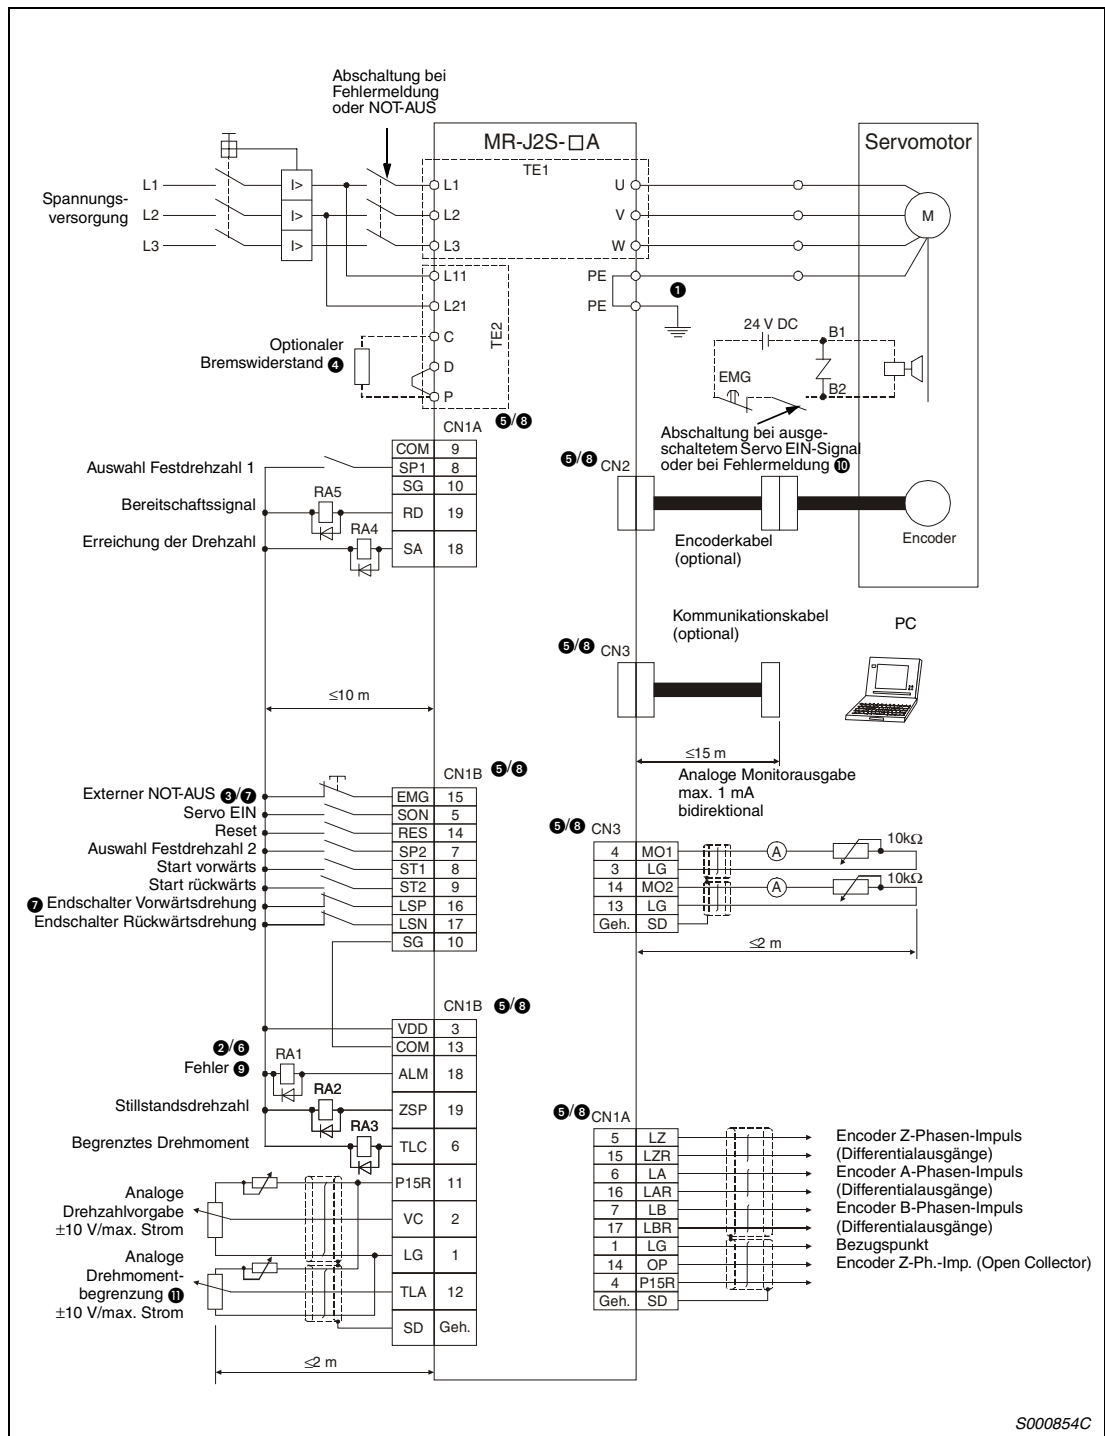 Abschaltung bei
Fehlermeldung
oder NOT-AUS
MR-J2S-□A
Servomotor
TE1
Spannungs-
versorgung
L1
L2
L3
I>
I>
I>
L1
L2
L3
U
V
W
M
L11
L21
PE
PE
❶
TE2
C
D
P
Optionaler
Bremswiderstand ❹
24 V DC
B1
B2
EMG
Abschaltung bei ausge-
schaltetem Servo EIN-Signal
oder bei Fehlermeldung ❿
CN1A ❺/❽
COM 9
Auswahl Festdrehzahl 1 SP1 8
SG 10
Bereitschaftssignal RA5 RD 19
Erreichung der Drehzahl RA4 SA 18
❺/❽ CN2
Encoderkabel
(optional)
Encoder
Kommunikationskabel
(optional)
PC
❺/❽ CN3
≤10 m
≤15 m
CN1B ❺/❽
Externer NOT-AUS ❸/❼ EMG 15
Servo EIN SON 5
Reset RES 14
Auswahl Festdrehzahl 2 SP2 7
Start vorwärts ST1 8
Start rückwärts ST2 9
❼ Endschalter Vorwärtsdrehung LSP 16
Endschalter Rückwärtsdrehung LSN 17
SG 10
Analoge Monitorausgabe
max. 1 mA
bidirektional
❺/❽ CN3
4 MO1 A 10kΩ
3 LG
14 MO2 A 10kΩ
13 LG
Geh. SD
≤2 m
CN1B ❺/❽
VDD 3
COM 13
❷/❻
Fehler ❾ RA1 ALM 18
Stillstandsdrehzahl RA2 ZSP 19
Begrenztes Drehmoment RA3 TLC 6
P15R 11
Analoge
Drehzahlvorgabe
±10 V/max. Strom
VC 2
LG 1
Analoge
Drehmoment-
begrenzung ⓫
±10 V/max. Strom
TLA 12
SD Geh.
≤2 m
❺/❽ CN1A
5 LZ Encoder Z-Phasen-Impuls
15 LZR (Differentialausgänge)
6 LA Encoder A-Phasen-Impuls
16 LAR (Differentialausgänge)
7 LB Encoder B-Phasen-Impuls
17 LBR (Differentialausgänge)
1 LG Bezugspunkt
14 OP Encoder Z-Ph.-Imp. (Open Collector)
4 P15R
Geh. SD
S000854C